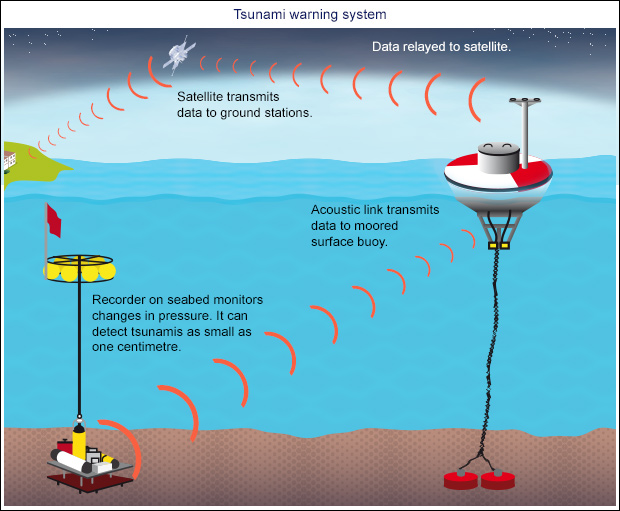 Tsunami warning system
Data relayed to satellite.
Satellite transmits
data to ground stations.
Acoustic link transmits
data to moored
surface buoy.
Recorder on seabed monitors
changes in pressure. It can
detect tsunamis as small as
one centimetre.